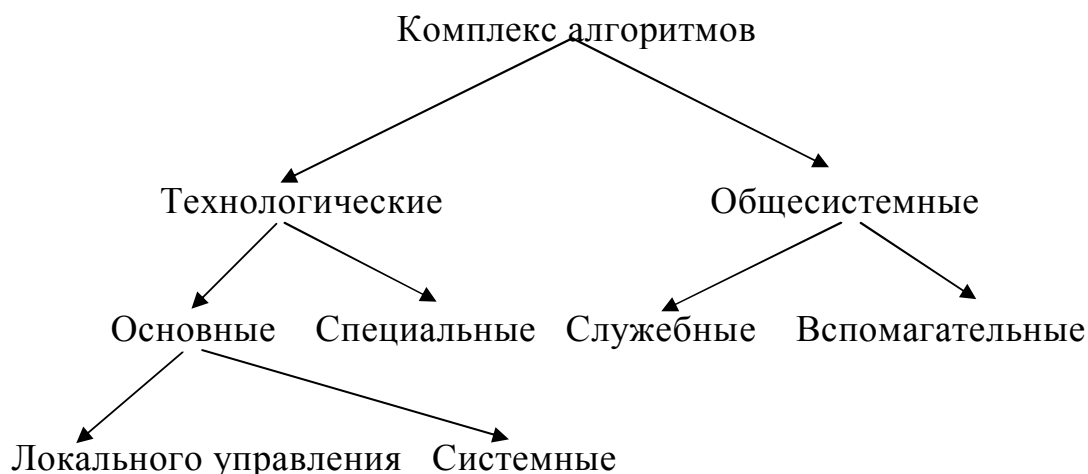 Комплекс алгоритмов
Технологические Общесистемные
Основные Специальные Служебные Вспомагательные
Локального управления Системные